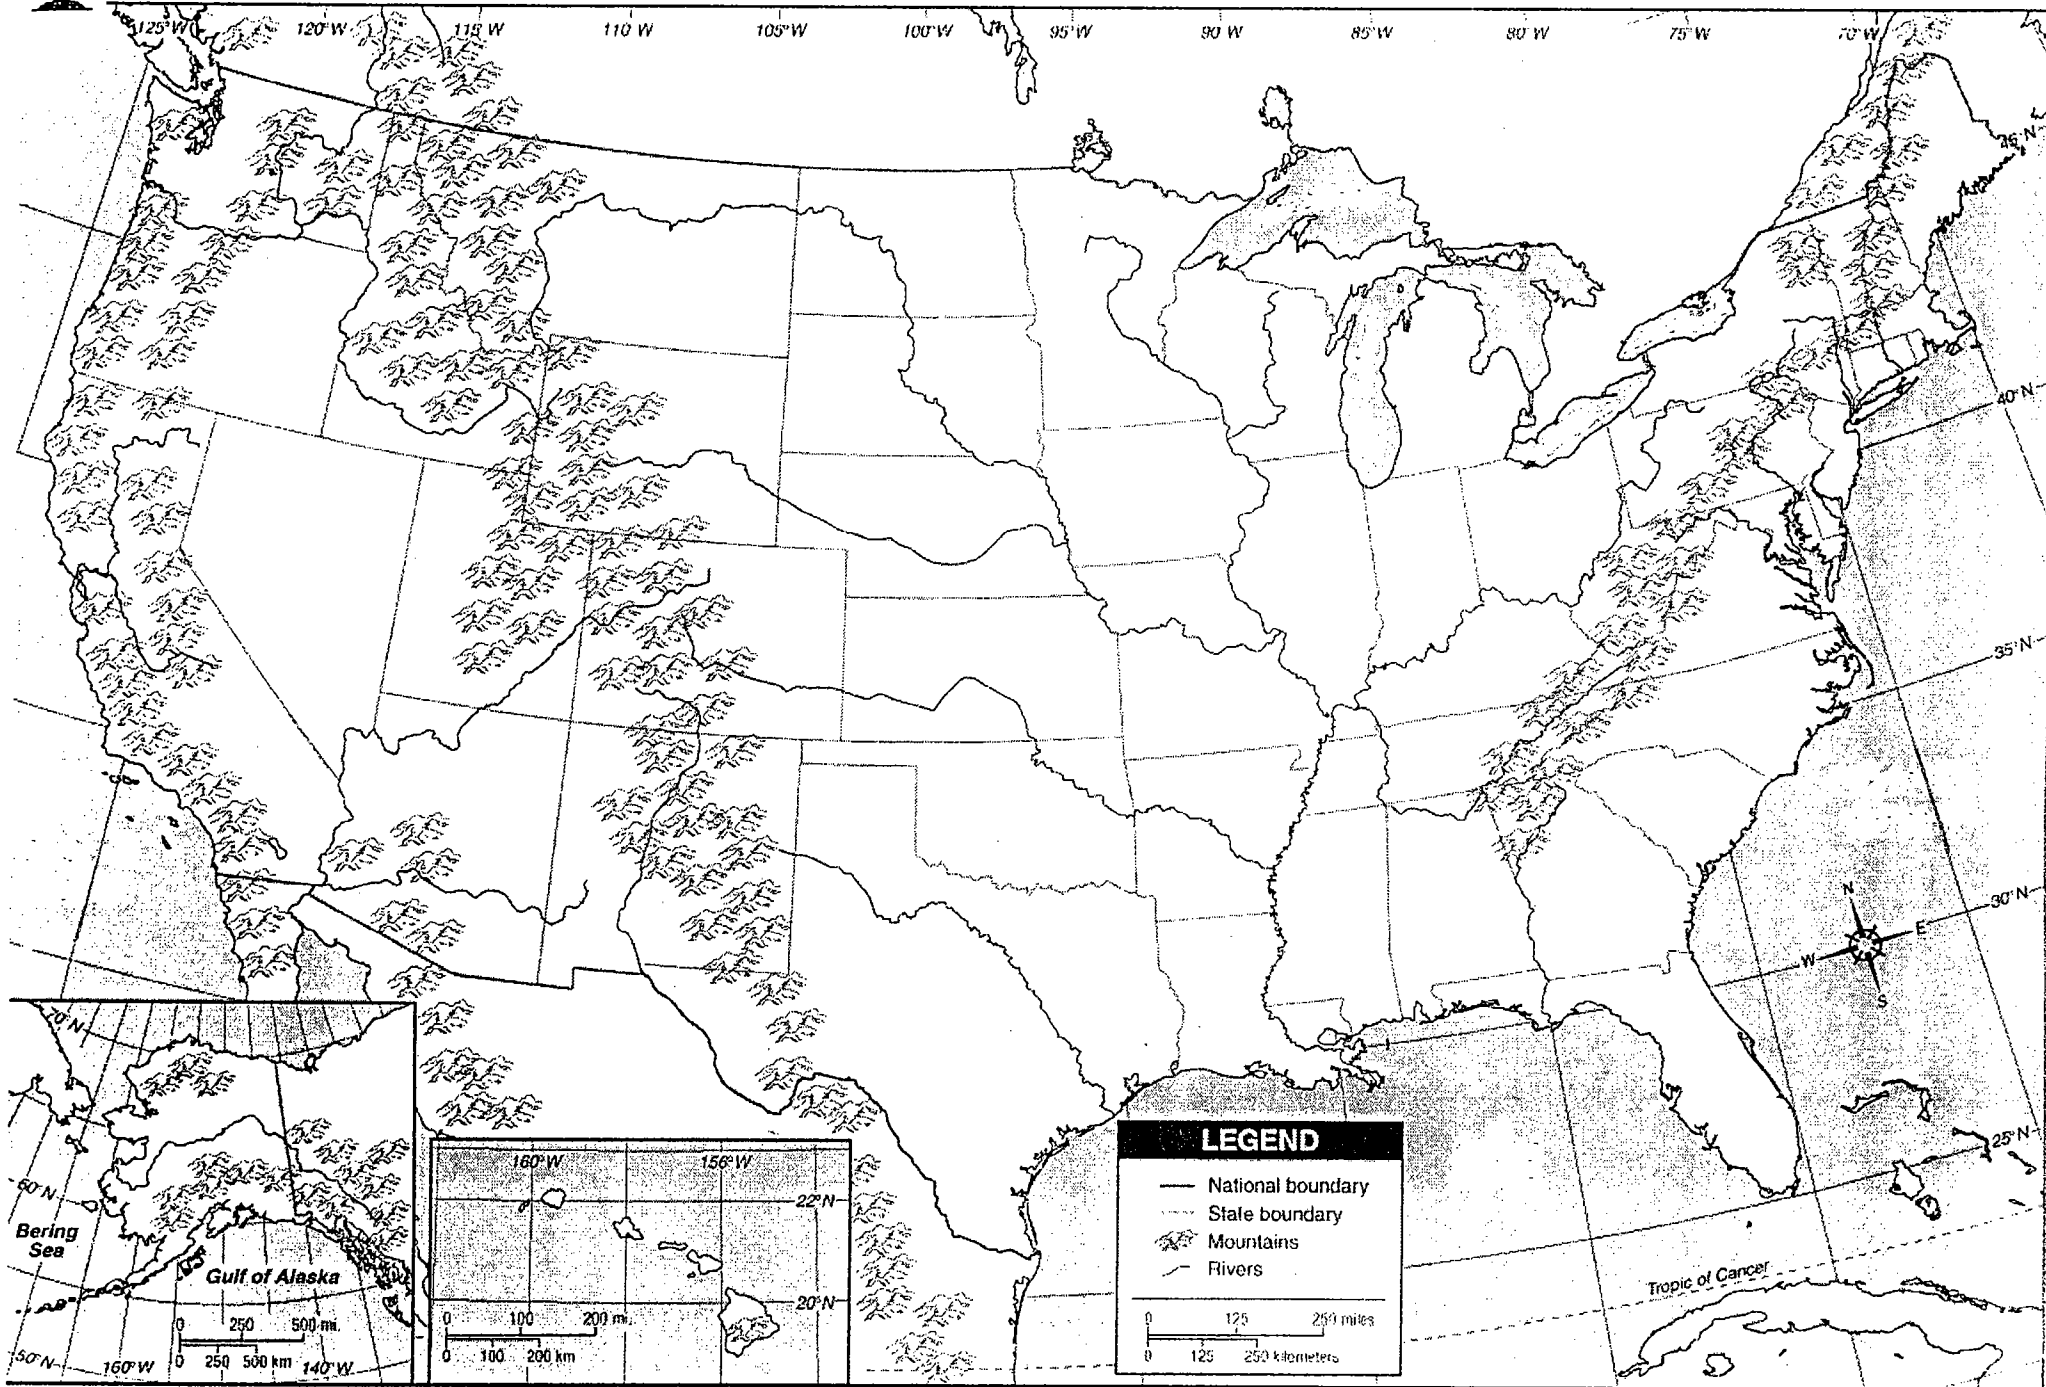 125°W
120°W
115°W
110°W
105°W
100°W
95°W
90°W
85°W
80°W
75°W
70°W
45°N
40°N
35°N
30°N
25°N
N
E
W
S
Tropic of Cancer
70°N
60°N
Bering
Sea
Gulf of Alaska
0 250 500 mi.
0 250 500 km
50°N
160°W
140°W
160°W
156°W
22°N
20°N
0 100 200 mi.
0 100 200 km
LEGEND
National boundary
State boundary
Mountains
Rivers
0 125 250 miles
0 125 250 kilometers